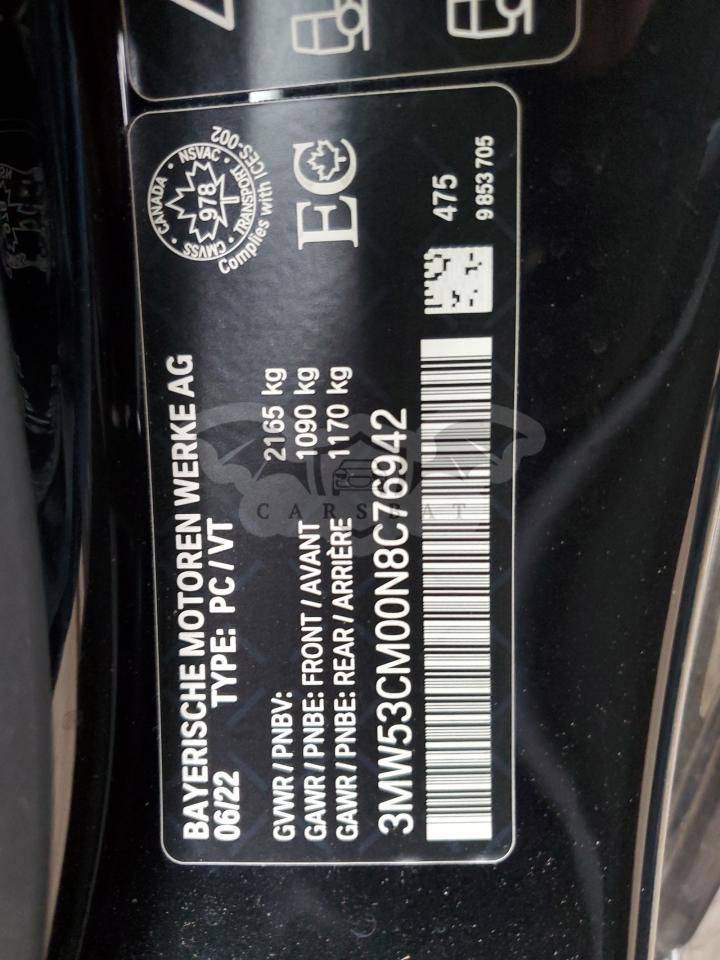 BAYERISCHE MOTOREN WERKE AG
06/22 TYPE: PC/VT
GVWR/PNBV: 2165 kg
GAWR/PNBE: FRONT/AVANT 1090 kg
GAWR/PNBE: REAR/ARRIÈRE 1170 kg
3MW53CM00N8C76942
CANADA · NSVAC · TRANSPORT · CMVSS
978
Complies with ICES-002
EC
475
9 853 705
CARSBAT